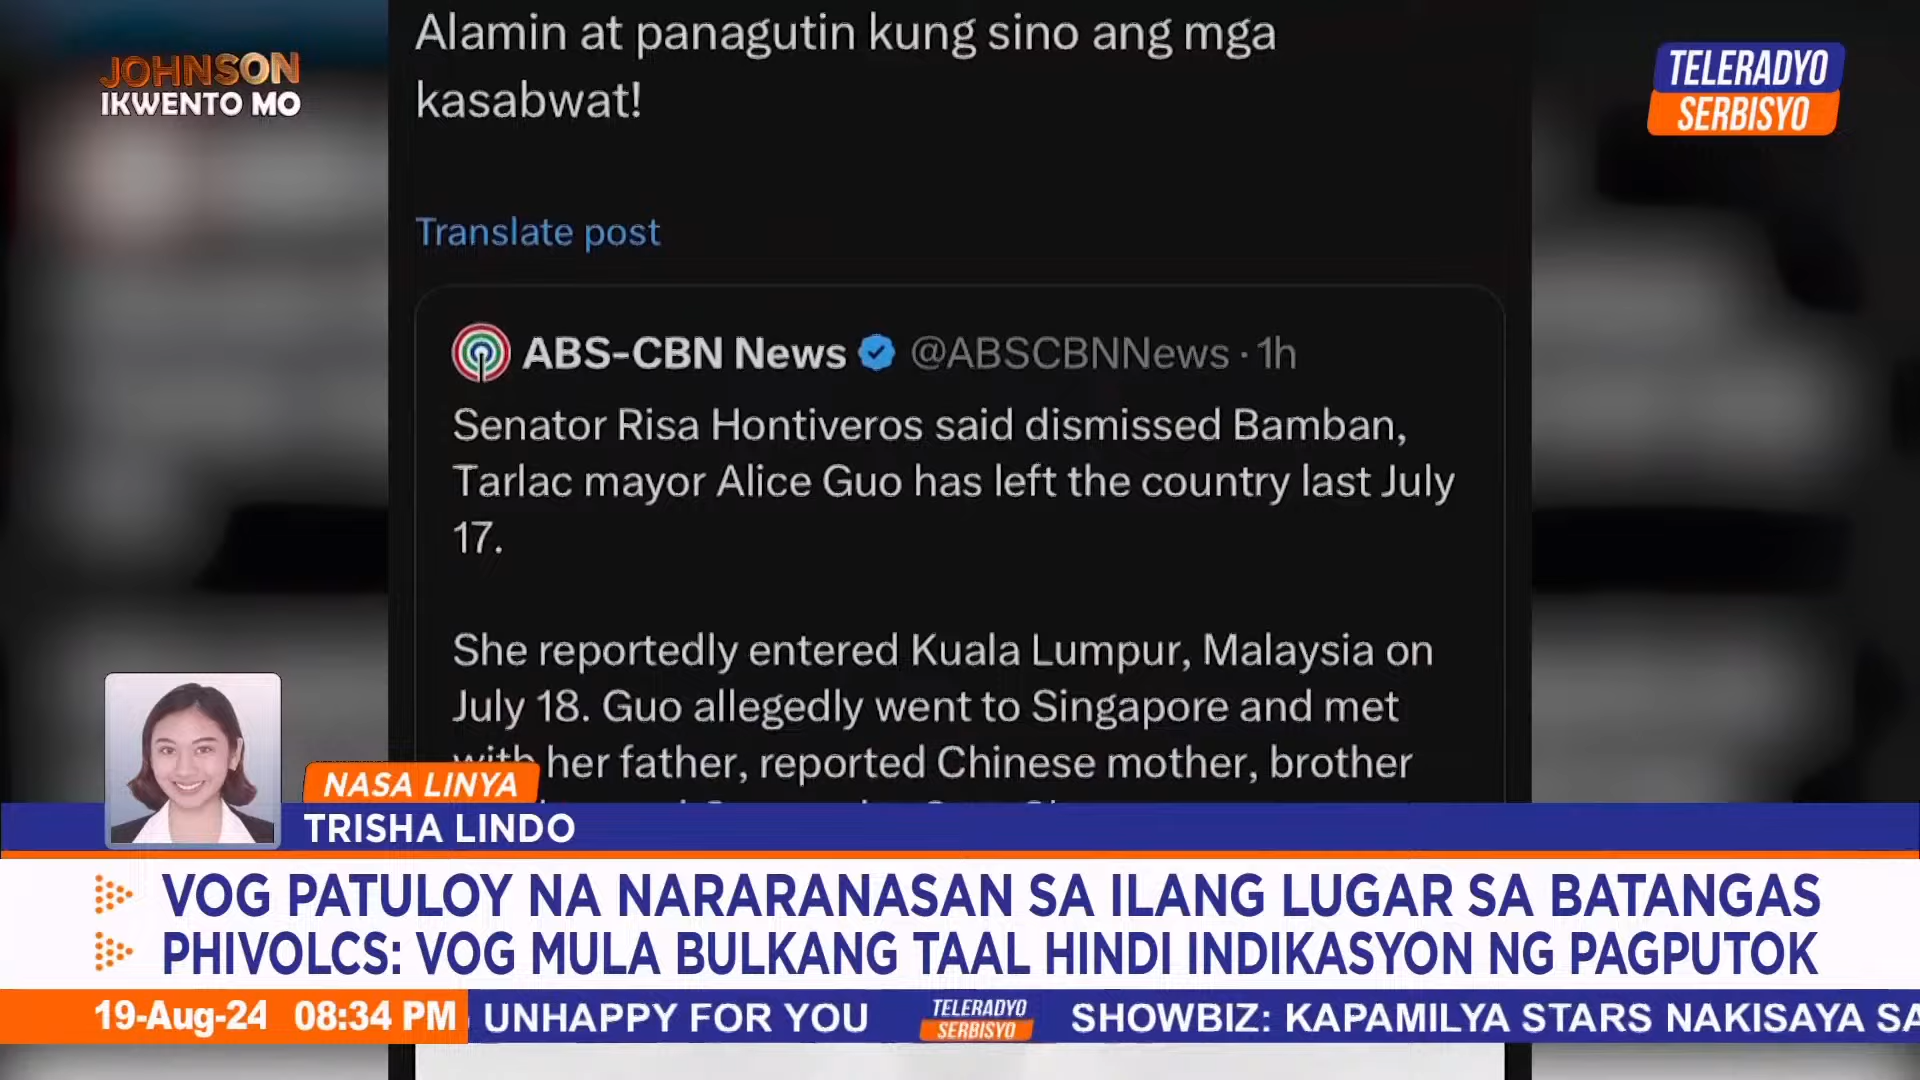 Alamin at panagutin kung sino ang mga
kasabwat!
JOHNSON
IKWENTO MO
TELERADYO
SERBISYO
Translate post
ABS-CBN News @ABSCBNNews · 1h
Senator Risa Hontiveros said dismissed Bamban,
Tarlac mayor Alice Guo has left the country last July
17.
She reportedly entered Kuala Lumpur, Malaysia on
July 18. Guo allegedly went to Singapore and met
with her father, reported Chinese mother, brother
NASA LINYA
TRISHA LINDO
VOG PATULOY NA NARARANASAN SA ILANG LUGAR SA BATANGAS
PHIVOLCS: VOG MULA BULKANG TAAL HINDI INDIKASYON NG PAGPUTOK
19-Aug-24 08:34 PM UNHAPPY FOR YOU TELERADYO SERBISYO SHOWBIZ: KAPAMILYA STARS NAKISAYA SA